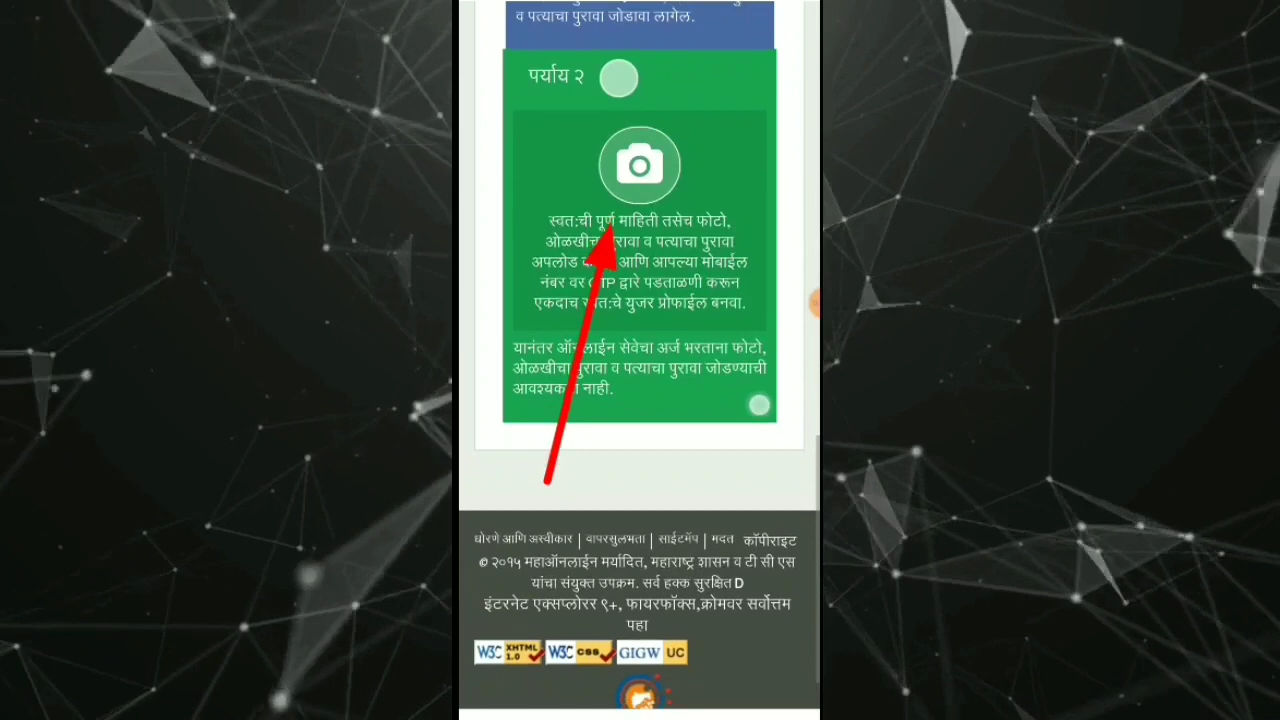 व पत्याचा पुरावा जोडावा लागेल.
पर्याय २
स्वत:ची पूर्ण माहिती तसेच फोटो,
ओळखीचा पुरावा व पत्याचा पुरावा
अपलोड आणि आपल्या मोबाईल
नंबर वर OTP द्वारे पडताळणी करून
एकदाच स्वत:चे युजर प्रोफाईल बनवा.
यानंतर ऑनलाईन सेवेचा अर्ज भरताना फोटो,
ओळखीचा पुरावा व पत्याचा पुरावा जोडण्याची
आवश्यकता नाही.
धोरणे आणि अस्वीकार | वापरसुलभता | साईटमॅप | मदत कॉपीराइट
© २०१५ महाऑनलाईन मर्यादित, महाराष्ट्र शासन व टी सी एस
यांचा संयुक्त उपक्रम. सर्व हक्क सुरक्षित D
इंटरनेट एक्सप्लोरर ९+, फायरफॉक्स,क्रोमवर सर्वोत्तम
पहा
W3C XHTML 1.0 W3C css GIGW UC